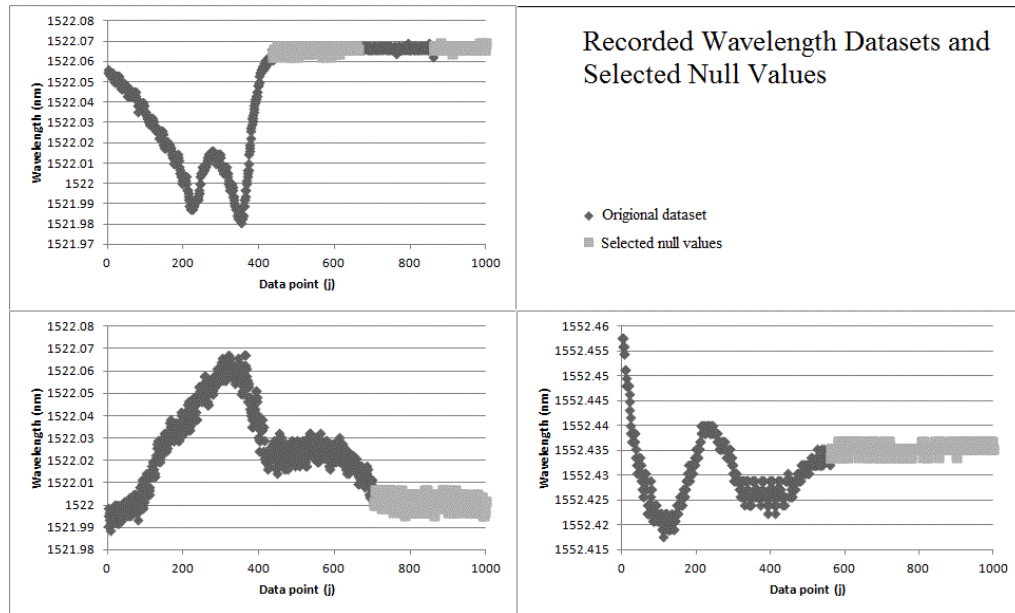 1522.08
1522.07
1522.06
1522.05
1522.04
1522.03
1522.02
1522.01
1522
1521.99
1521.98
1521.97
Wavelength (nm)
0 200 400 600 800 1000
Data point (j)
Recorded Wavelength Datasets and
Selected Null Values
Origional dataset
Selected null values
1522.08
1522.07
1522.06
1522.05
1522.04
1522.03
1522.02
1522.01
1522
1521.99
1521.98
Wavelength (nm)
0 200 400 600 800 1000
Data point (j)
1552.46
1552.455
1552.45
1552.445
1552.44
1552.435
1552.43
1552.425
1552.42
1552.415
Wavelength (nm)
0 200 400 600 800 1000
Data point (j)